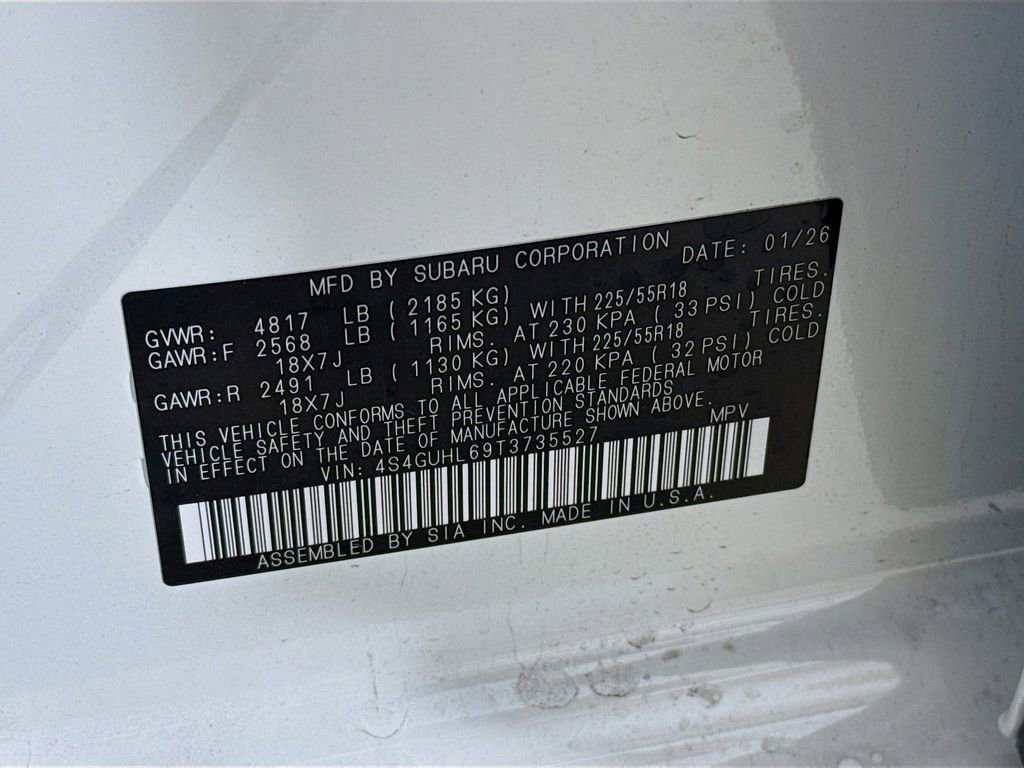 MFD BY SUBARU CORPORATION DATE: 01/26
GVWR: 4817 LB ( 2185 KG)
GAWR:F 2568 LB ( 1165 KG) WITH 225/55R18 TIRES.
18X7J RIMS. AT 230 KPA ( 33 PSI) COLD
GAWR:R 2491 LB ( 1130 KG) WITH 225/55R18 TIRES.
18X7J RIMS. AT 220 KPA ( 32 PSI) COLD
THIS VEHICLE CONFORMS TO ALL APPLICABLE FEDERAL MOTOR
VEHICLE SAFETY AND THEFT PREVENTION STANDARDS
IN EFFECT ON THE DATE OF MANUFACTURE SHOWN ABOVE.
VIN: 4S4GUHL69T3735527 MPV
ASSEMBLED BY SIA INC. MADE IN U.S.A.